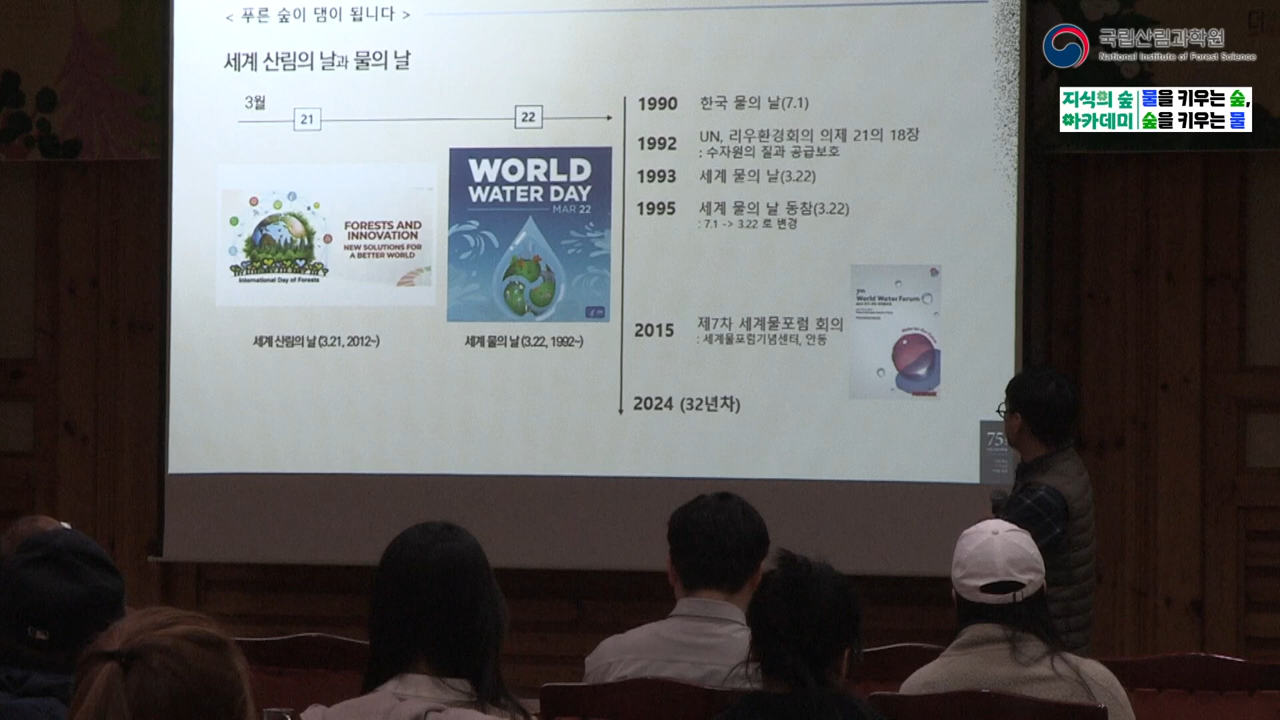 < 푸른 숲이 댐이 됩니다 >
세계 산림의 날과 물의 날
3월
21
22
FORESTS AND
INNOVATION
NEW SOLUTIONS FOR
A BETTER WORLD
International Day of Forests
WORLD
WATER DAY
MAR 22
세계 산림의 날 (3.21, 2012~)
세계 물의 날 (3.22, 1992~)
1990 한국 물의 날(7.1)
1992 UN, 리우환경회의 의제 21의 18장
: 수자원의 질과 공급보호
1993 세계 물의 날(3.22)
1995 세계 물의 날 동참(3.22)
: 7.1 -> 3.22 로 변경
2015 제7차 세계물포럼 회의
: 세계물포럼기념센터, 안동
World Water Forum
2024 (32년차)
75
국립산림과학원
National Institute of Forest Science
지식의 숲 물을 키우는 숲,
아카데미 숲을 키우는 물